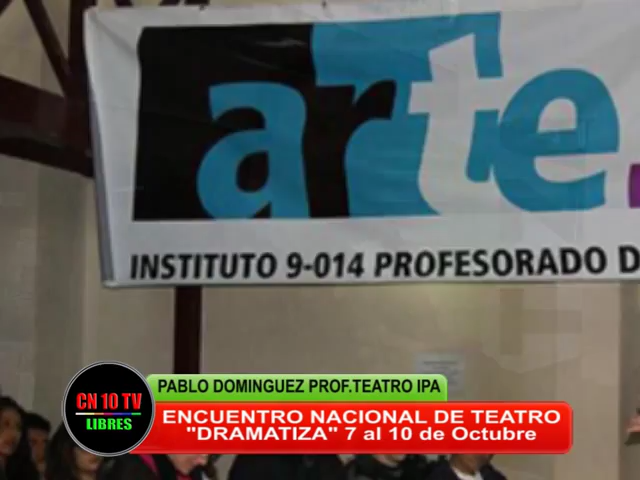 arte
INSTITUTO 9-014 PROFESORADO D
PABLO DOMINGUEZ PROF.TEATRO IPA
CN 10 TV
LIBRES
ENCUENTRO NACIONAL DE TEATRO
"DRAMATIZA" 7 al 10 de Octubre